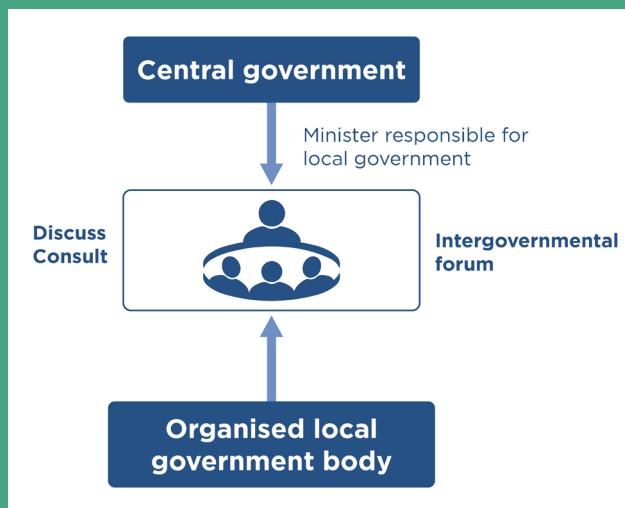 Central government
Minister responsible for
local government
Discuss
Consult
Intergovernmental
forum
Organised local
government body